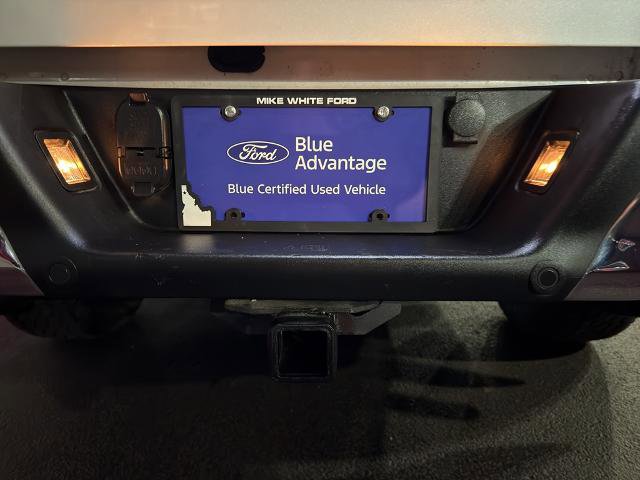 MIKE WHITE FORD
Ford
Blue
Advantage
Blue Certified Used Vehicle